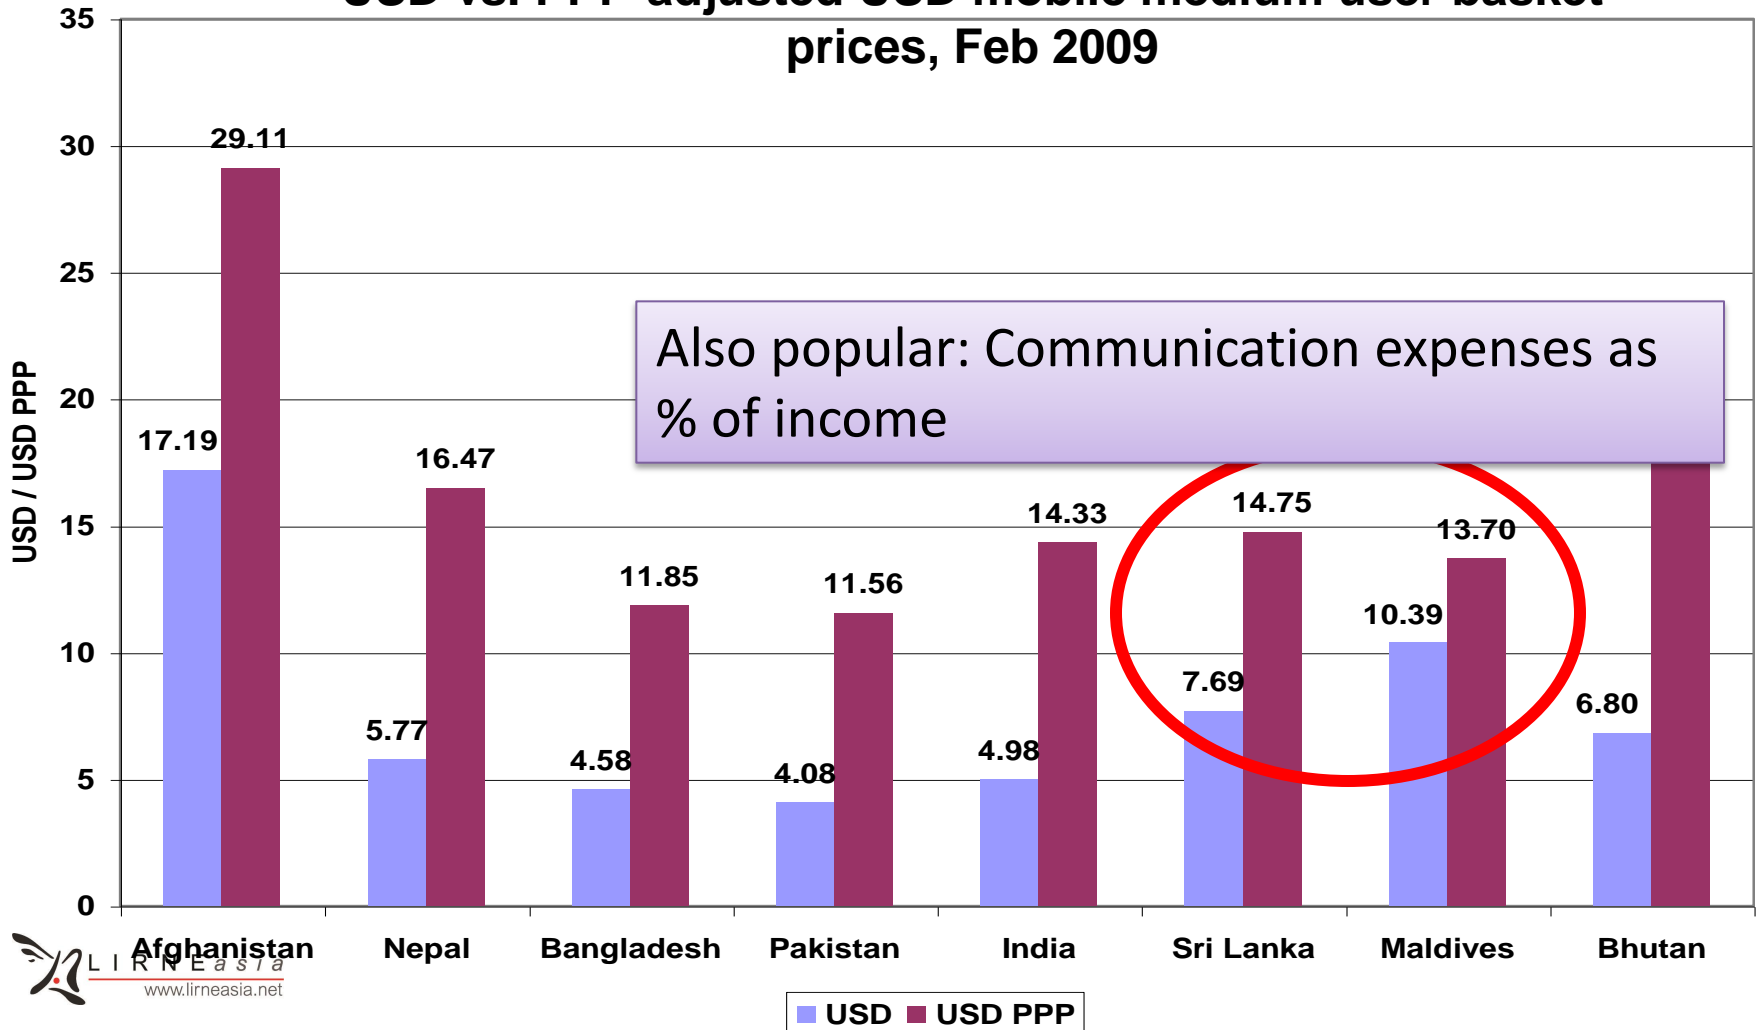 prices, Feb 2009
35
30
25
20
15
10
5
0
USD / USD PPP
29.11
17.19
16.47
5.77
11.85
4.58
11.56
4.08
14.33
4.98
14.75
7.69
13.70
10.39
6.80
Also popular: Communication expenses as
% of income
Afghanistan
Nepal
Bangladesh
Pakistan
India
Sri Lanka
Maldives
Bhutan
LIRNEasia
www.lirneasia.net
USD
USD PPP